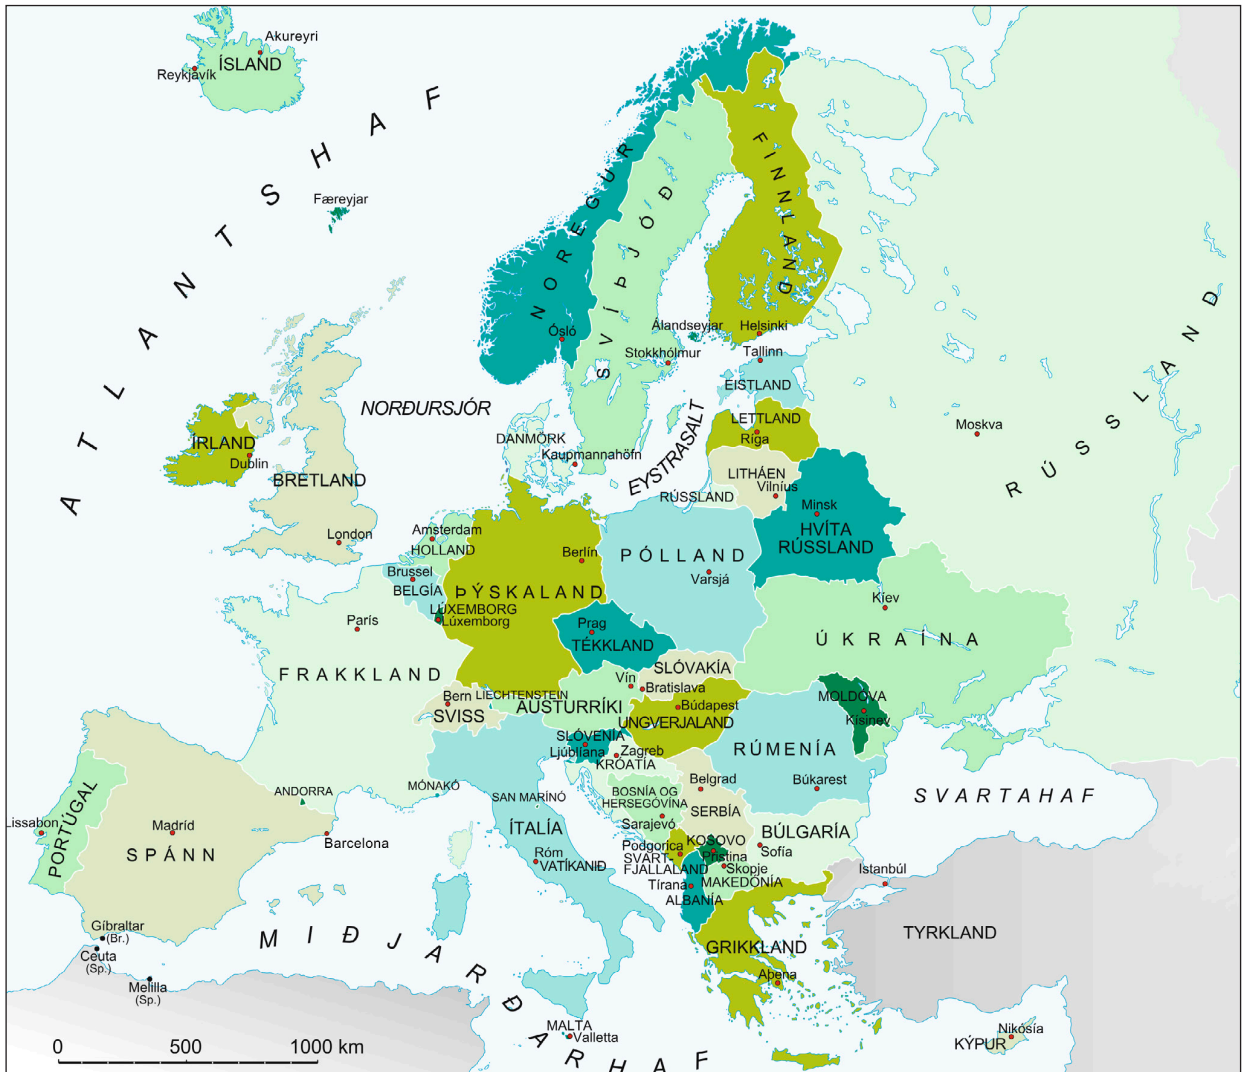 Akureyri
ÍSLAND
Reykjavík
ATLANTSHAF
Færeyjar
NOREGUR
SVÍÞJÓÐ
FINNLAND
Ósló
Álandseyjar
Helsinki
Stokkhólmur
Tallinn
EISTLAND
RÚSSLAND
NORÐURSJÓR
EYSTRASALT
LETTLAND
Ríga
Moskva
DANMÖRK
Kaupmannahöfn
ÍRLAND
Dublin
BRETLAND
London
LITHÁEN
Vilníus
RÚSSLAND
Minsk
HVÍTA
RÚSSLAND
Amsterdam
HOLLAND
Berlín
PÓLLAND
Varsjá
Brussel
BELGÍA
ÞÝSKALAND
LÚXEMBORG
Lúxemborg
Kíev
ÚKRAÍNA
París
Prag
TÉKKLAND
FRAKKLAND
SLÓVAKÍA
Vín
Bratislava
Bern
LIECHTENSTEIN
SVISS
AUSTURRÍKI
Búdapest
UNGVERJALAND
MOLDÓVA
Kísínev
SLÓVENÍA
Ljúblíana
Zagreb
KRÓATÍA
RÚMENÍA
Belgrad
Búkarest
SVARTAHAF
ANDORRA
MÓNAKÓ
SAN MARÍNÓ
BOSNÍA OG
HERSEGÓVÍNA
SERBÍA
Sarajevó
ÍTALÍA
PORTÚGAL
Lissabon
Madríd
SPÁNN
Barcelona
Róm
VATÍKANIÐ
Podgorica
SVART-
FJALLALAND
KOSOVO
Pristína
BÚLGARÍA
Sofía
Skopje
MAKEDÓNÍA
Tírana
ALBANÍA
Istanbúl
TYRKLAND
GRIKKLAND
Aþena
Gíbraltar
(Br.)
Ceuta
(Sp.)
Melilla
(Sp.)
MIÐJARÐARHAF
MALTA
Valletta
Nikósía
KÝPUR
0 500 1000 km